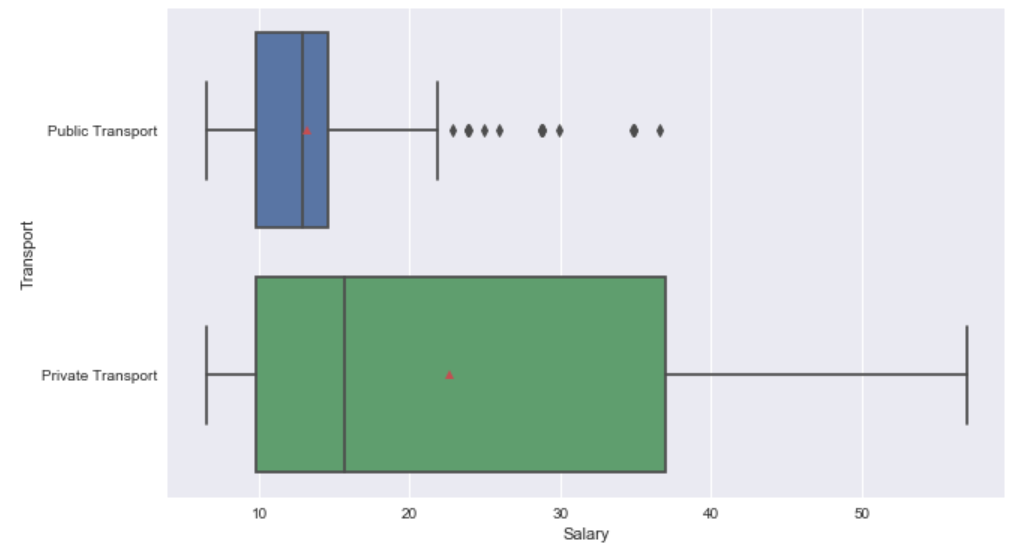 Public Transport
Transport
Private Transport
10 20 30 40 50
Salary